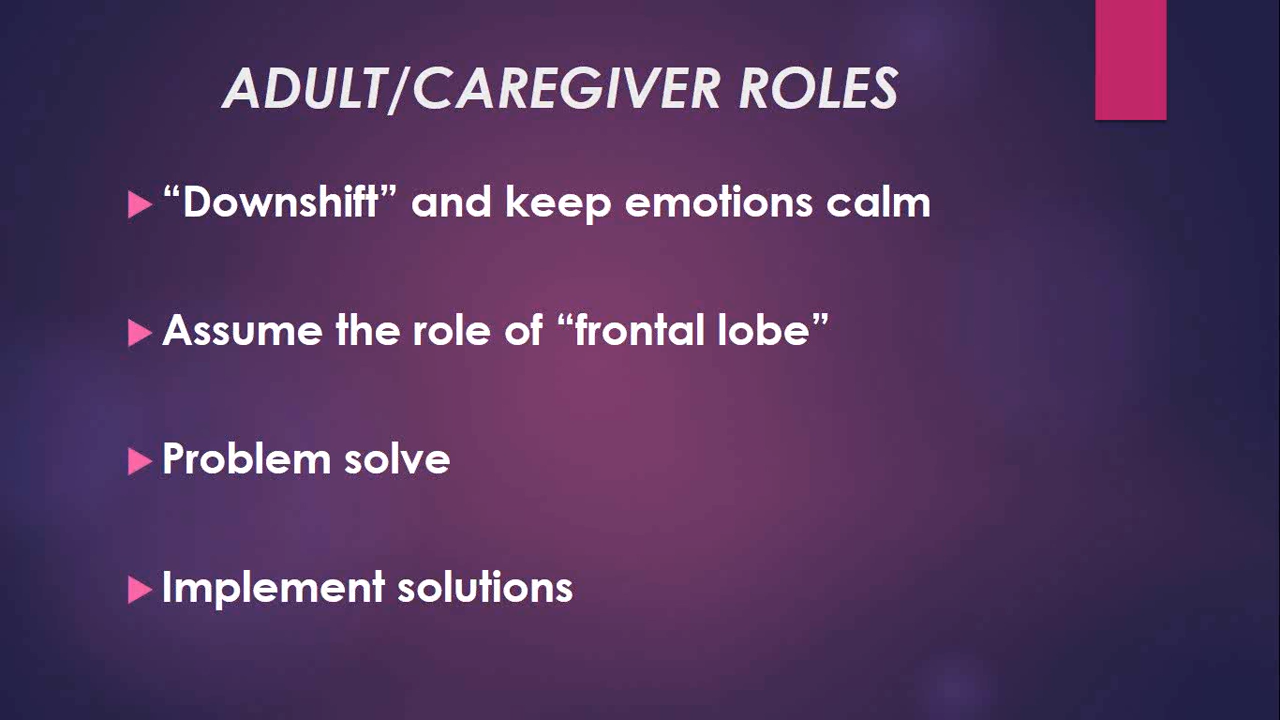 ADULT/CAREGIVER ROLES
“Downshift” and keep emotions calm
Assume the role of “frontal lobe”
Problem solve
Implement solutions